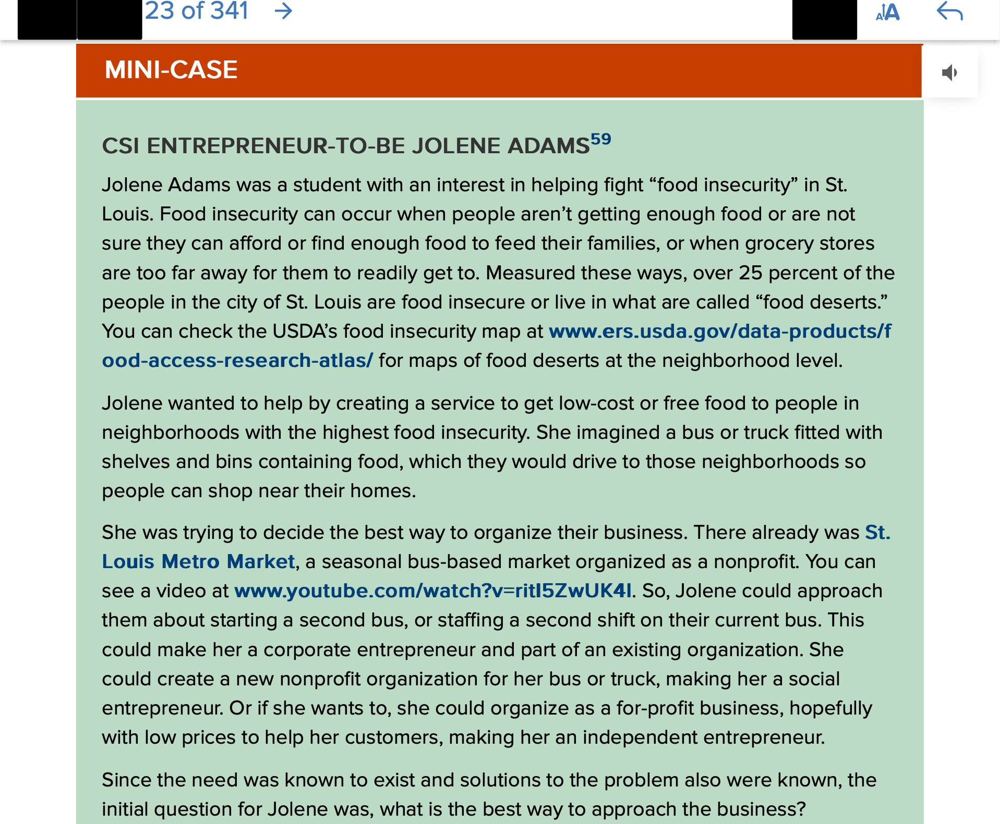 23 of 341 →
AA
MINI-CASE
CSI ENTREPRENEUR-TO-BE JOLENE ADAMS59
Jolene Adams was a student with an interest in helping fight “food insecurity” in St.
Louis. Food insecurity can occur when people aren’t getting enough food or are not
sure they can afford or find enough food to feed their families, or when grocery stores
are too far away for them to readily get to. Measured these ways, over 25 percent of the
people in the city of St. Louis are food insecure or live in what are called “food deserts.”
You can check the USDA’s food insecurity map at www.ers.usda.gov/data-products/f
ood-access-research-atlas/ for maps of food deserts at the neighborhood level.
Jolene wanted to help by creating a service to get low-cost or free food to people in
neighborhoods with the highest food insecurity. She imagined a bus or truck fitted with
shelves and bins containing food, which they would drive to those neighborhoods so
people can shop near their homes.
She was trying to decide the best way to organize their business. There already was St.
Louis Metro Market, a seasonal bus-based market organized as a nonprofit. You can
see a video at www.youtube.com/watch?v=ritI5ZwUK4I. So, Jolene could approach
them about starting a second bus, or staffing a second shift on their current bus. This
could make her a corporate entrepreneur and part of an existing organization. She
could create a new nonprofit organization for her bus or truck, making her a social
entrepreneur. Or if she wants to, she could organize as a for-profit business, hopefully
with low prices to help her customers, making her an independent entrepreneur.
Since the need was known to exist and solutions to the problem also were known, the
initial question for Jolene was, what is the best way to approach the business?